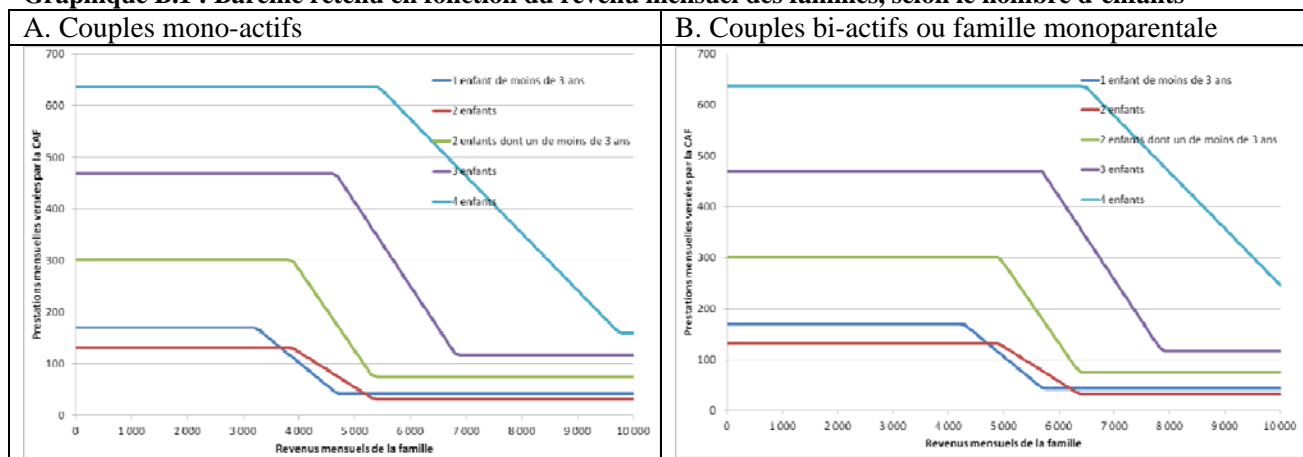 Graphique B.1 : Barème retenu en fonction du revenu mensuel des familles, selon le nombre d'enfants
A. Couples mono-actifs
B. Couples bi-actifs ou famille monoparentale
Prestations mensuelles versées par la CAF
700
600
500
400
300
200
100
0
0
1 000
2 000
3 000
4 000
5 000
6 000
7 000
8 000
9 000
10 000
Revenus mensuels de la famille
1 enfant de moins de 3 ans
2 enfants
2 enfants dont un de moins de 3 ans
3 enfants
4 enfants
Prestations mensuelles versées par la CAF
700
600
500
400
300
200
100
0
0
1 000
2 000
3 000
4 000
5 000
6 000
7 000
8 000
9 000
10 000
Revenus mensuels de la famille
1 enfant de moins de 3 ans
2 enfants
2 enfants dont un de moins de 3 ans
3 enfants
4 enfants